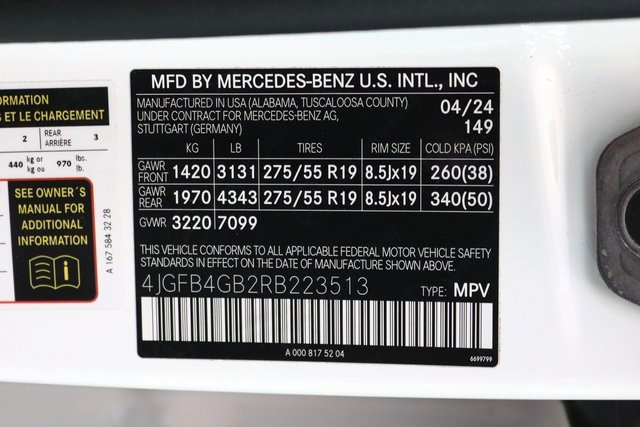 ORMATION
S ET LE CHARGEMENT
2 REAR ARRIÈRE 3
440 kg or kg ou 970 lbs. lb.
SEE OWNER´S
MANUAL FOR
ADDITIONAL
INFORMATION
A 167 584 32 28
MFD BY MERCEDES-BENZ U.S. INTL., INC
MANUFACTURED IN USA (ALABAMA, TUSCALOOSA COUNTY) 04/24
UNDER CONTRACT FOR MERCEDES-BENZ AG,
STUTTGART (GERMANY) 149
KG LB TIRES RIM SIZE COLD KPA (PSI)
GAWR FRONT 1420 3131 275/55 R19 8.5Jx19 260(38)
GAWR REAR 1970 4343 275/55 R19 8.5Jx19 340(50)
GVWR 3220 7099
THIS VEHICLE CONFORMS TO ALL APPLICABLE FEDERAL MOTOR VEHICLE SAFETY
STANDARDS IN EFFECT ON THE DATE OF MANUFACTURE SHOWN ABOVE.
4JGFB4GB2RB223513 TYPE: MPV
A 000 817 52 04
6699799